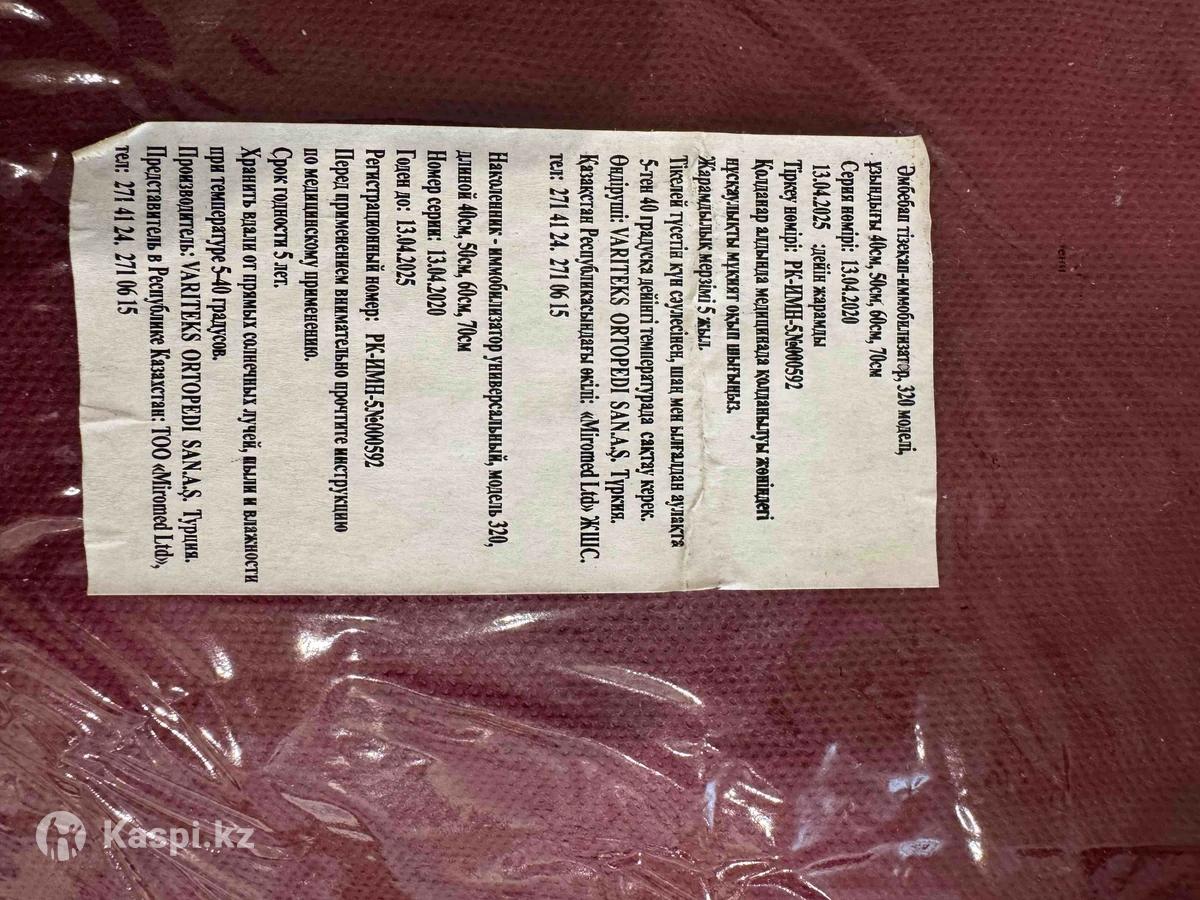 Әмбебап тізеқап-иммобилизатор, 320 моделі,
ұзындығы 40см, 50см, 60см, 70см
Серия нөмірі: 13.04.2020
13.04.2025 :дейін жарамды
Тіркеу нөмірі: РК-ИМН-5№000592
Қолданар алдында медицинада қолданылуы жөніндегі
нұсқаулықты мұқият оқып шығыңыз.
Жарамдылық мерзімі 5 жыл.
Тікелей түсетін күн сәулесінен, шаң мен ылғалдан аулақта
5-тен 40 градусқа дейінгі температурада сақтау керек.
Өндіруші: VARITEKS ORTOPEDI SAN.A.Ş. Туркия.
Қазақстан Республикасындағы өкілі: «Miromed Ltd» ЖШС.
тел: 271 41 24. 271 06 15
Наколенник - иммобилизатор универсальный, модель 320,
длиной 40см, 50см, 60см, 70см
Номер серии: 13.04.2020
Годен до: 13.04.2025
Регистрационный номер: РК-ИМН-5№000592
Перед применением внимательно прочтите инструкцию
по медицинскому применению.
Срок годности 5 лет.
Хранить вдали от прямых солнечных лучей, пыли и влажности
при температуре 5-40 градусов.
Производитель: VARITEKS ORTOPEDI SAN.A.Ş. Турция.
Представитель в Республике Казахстан: ТОО «Miromed Ltd»,
тел: 271 41 24. 271 06 15
Kaspi.kz